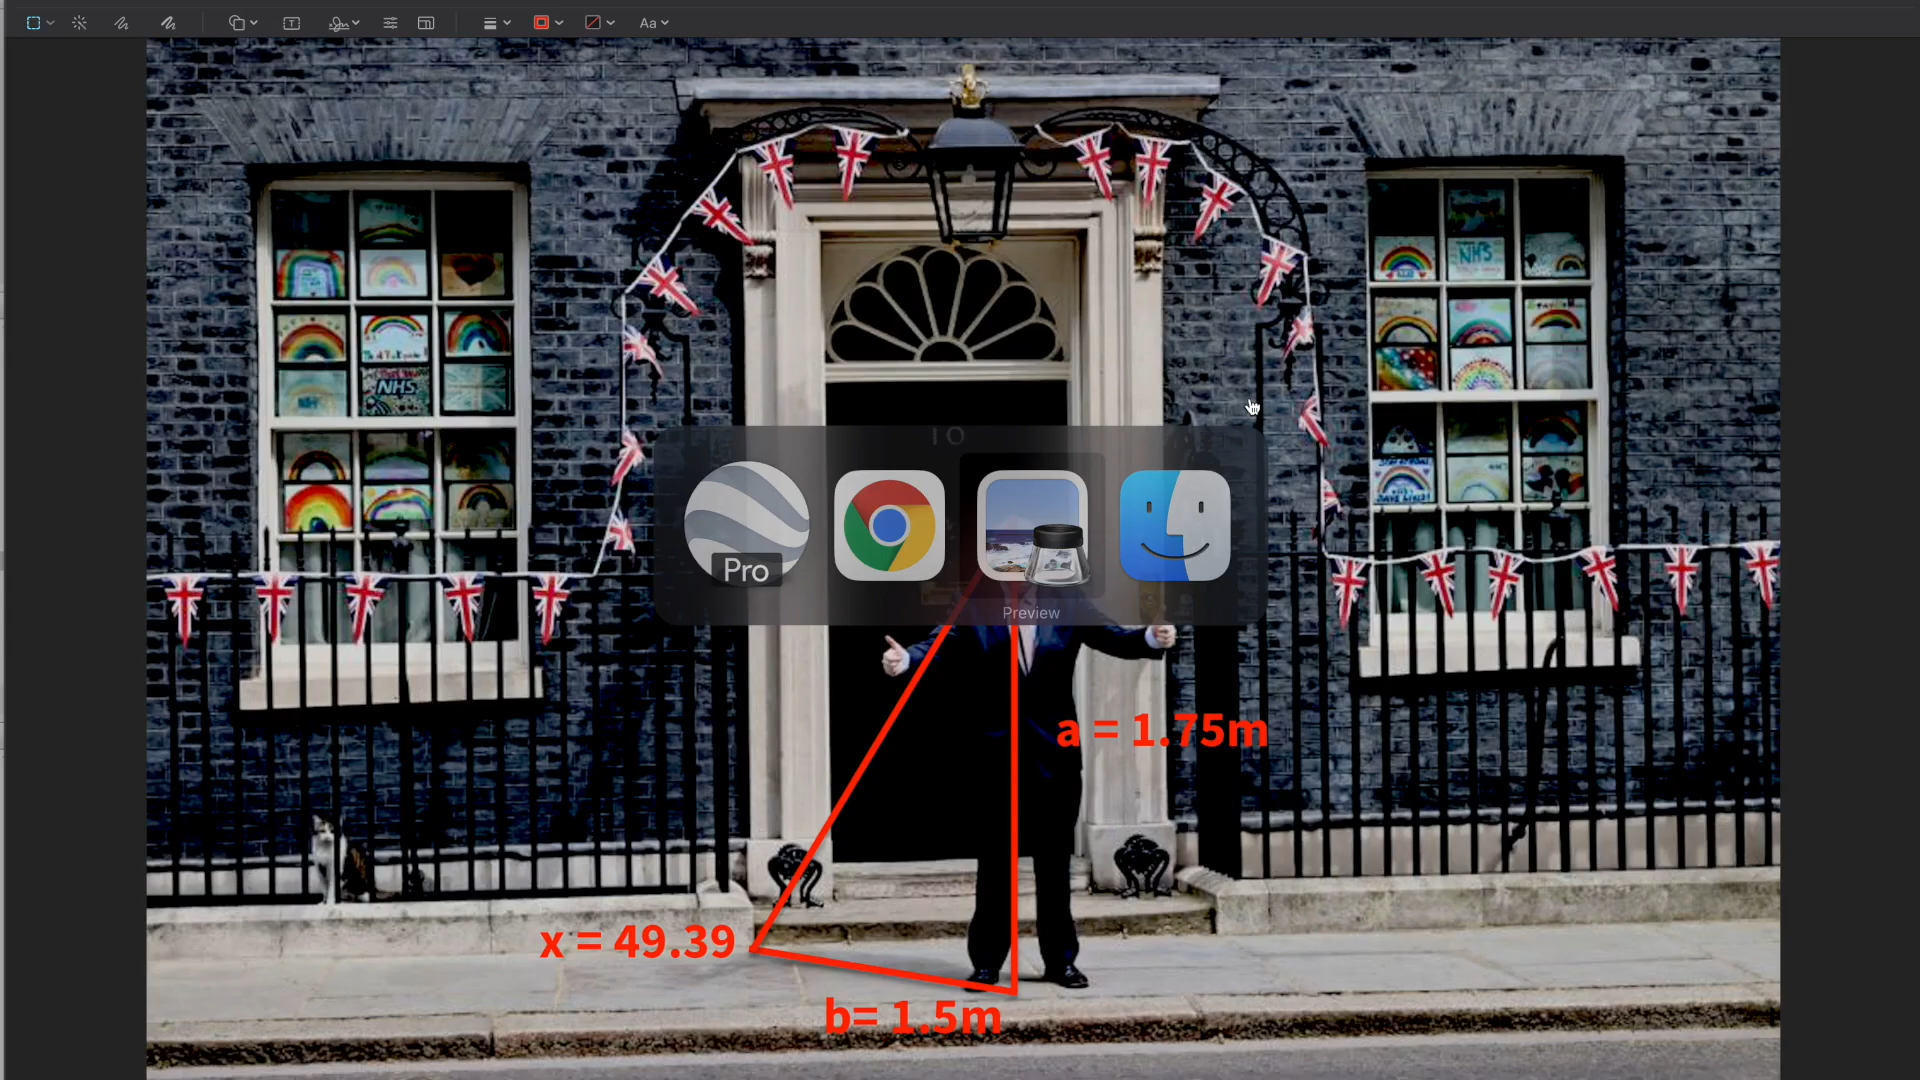 Aa
NHS
NHS
10
Pro
Preview
a = 1.75m
x = 49.39
b= 1.5m